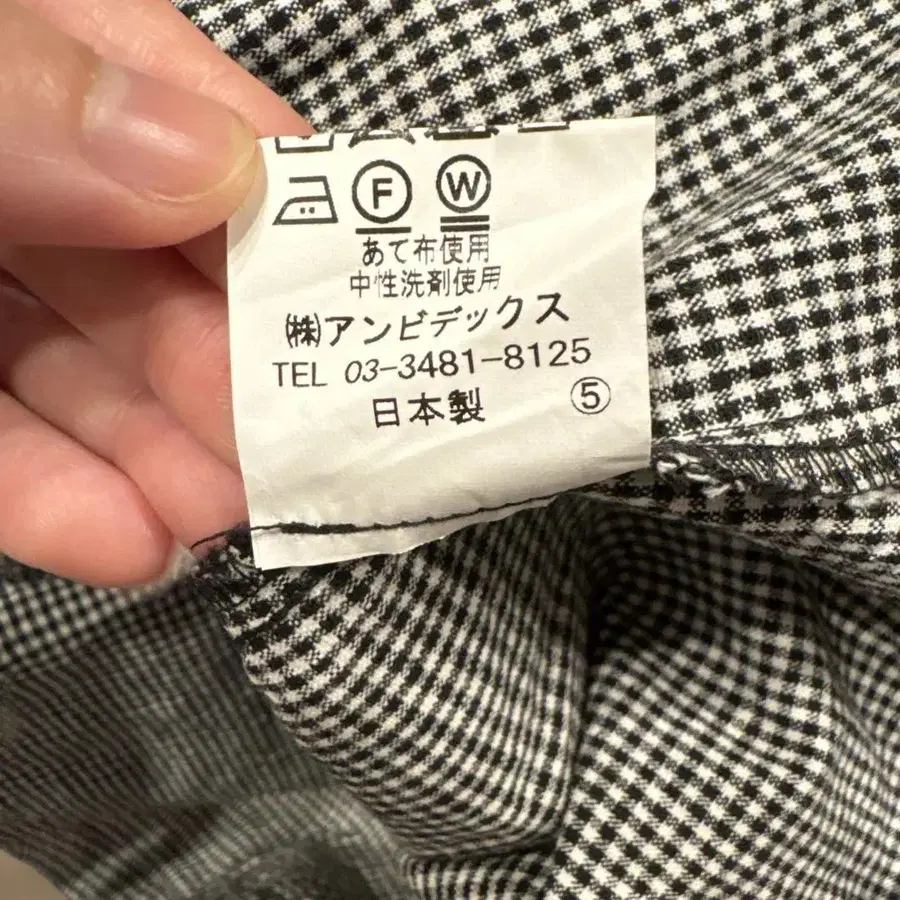 F W
あて布使用
中性洗剤使用
㈱アンビデックス
TEL 03-3481-8125
日本製 ⑤